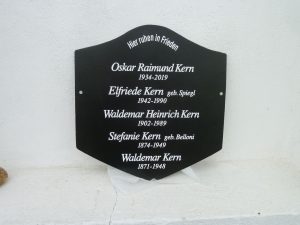 Hier ruhen in Frieden
Oskar Raimund Kern
1934-2019
Elfriede Kern geb. Spiegl
1942-1990
Waldemar Heinrich Kern
1902-1989
Stefanie Kern geb. Belloni
1874-1949
Waldemar Kern
1871-1948